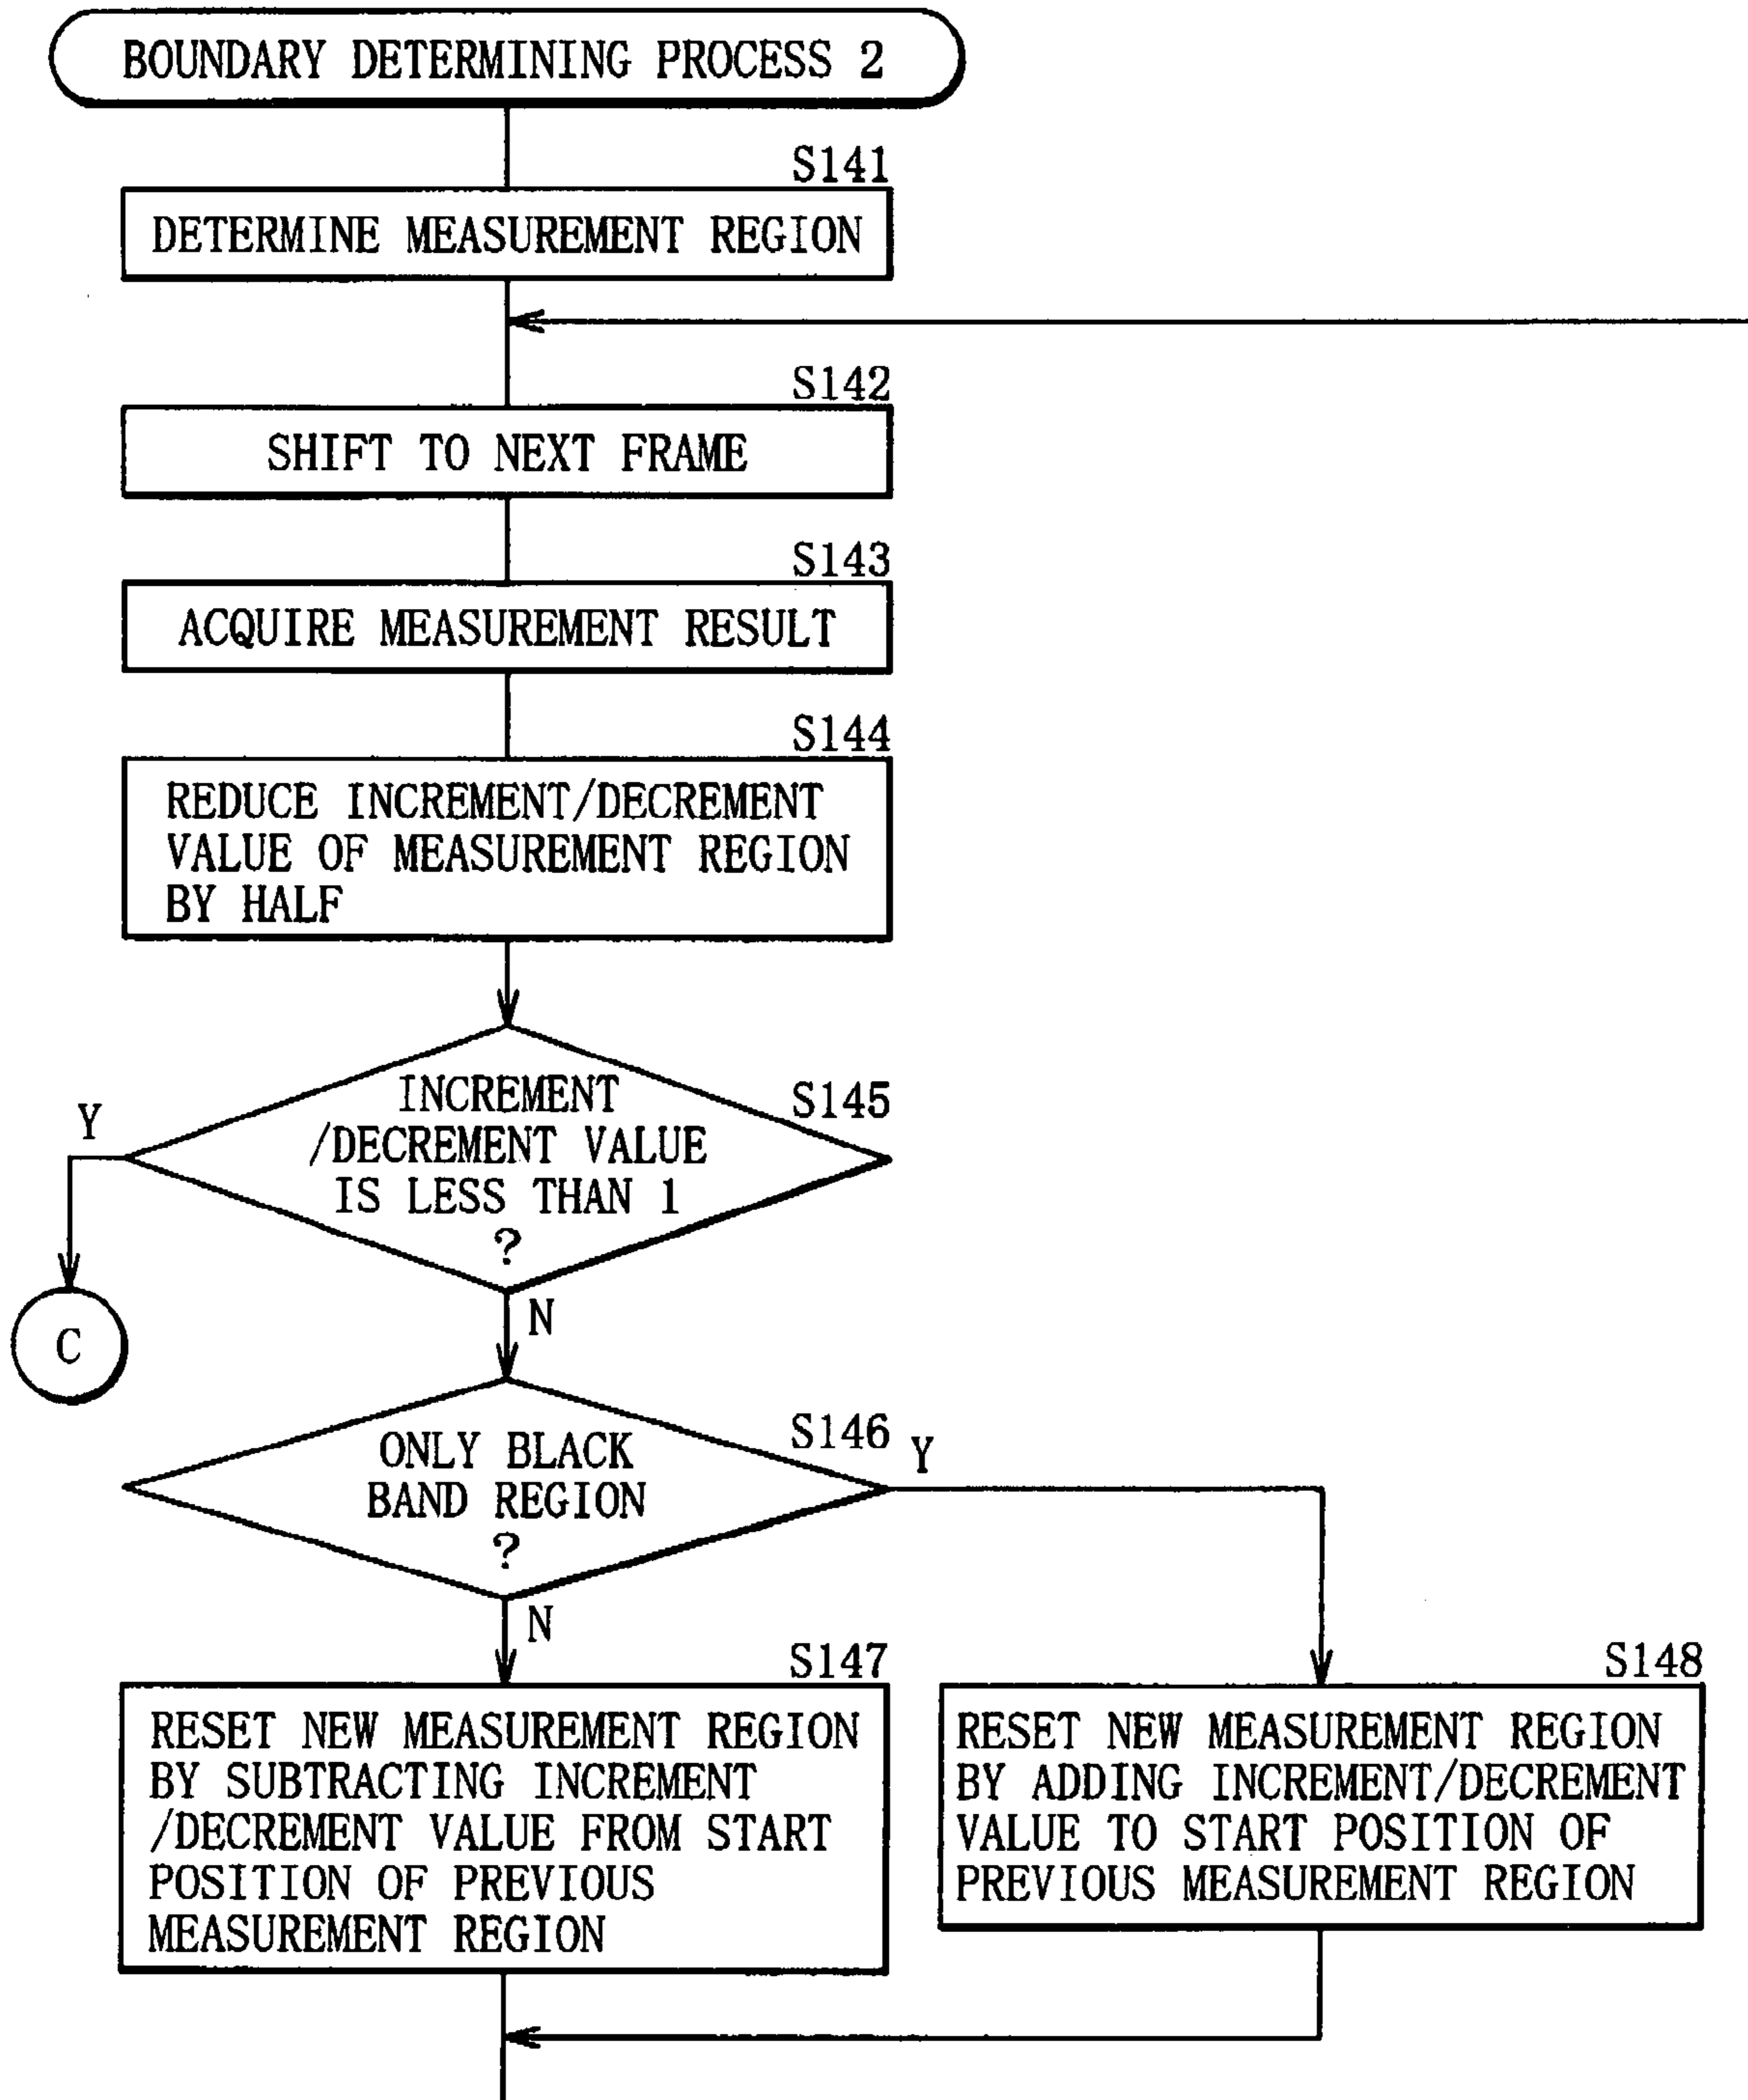 BOUNDARY DETERMINING PROCESS 2
S141
DETERMINE MEASUREMENT REGION
S142
SHIFT TO NEXT FRAME
S143
ACQUIRE MEASUREMENT RESULT
S144
REDUCE INCREMENT/DECREMENT
VALUE OF MEASUREMENT REGION
BY HALF
S145
INCREMENT
/DECREMENT VALUE
IS LESS THAN 1
?
Y
N
C
S146
ONLY BLACK
BAND REGION
?
Y
N
S147
RESET NEW MEASUREMENT REGION
BY SUBTRACTING INCREMENT
/DECREMENT VALUE FROM START
POSITION OF PREVIOUS
MEASUREMENT REGION
S148
RESET NEW MEASUREMENT REGION
BY ADDING INCREMENT/DECREMENT
VALUE TO START POSITION OF
PREVIOUS MEASUREMENT REGION